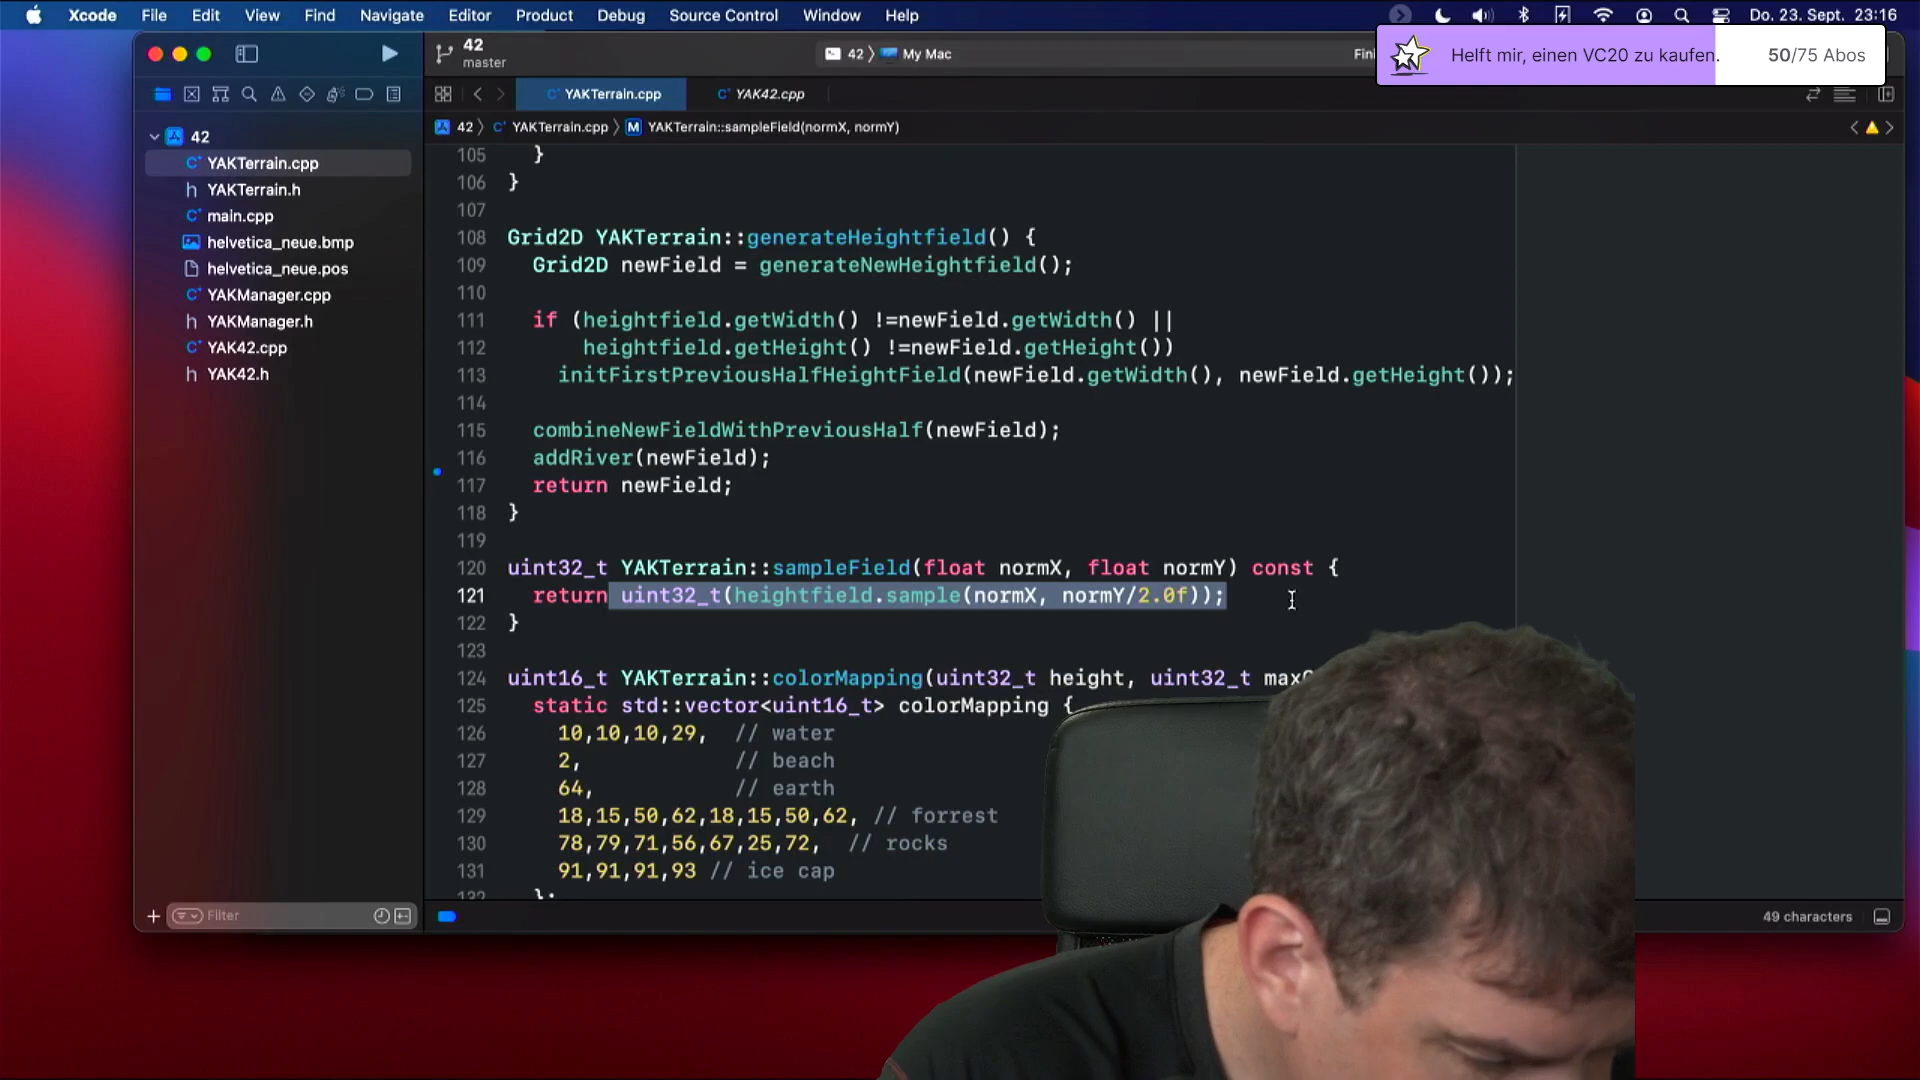 Xcode File Edit View Find Navigate Editor Product Debug Source Control Window Help Do. 23. Sept. 23:16
42
master
42 My Mac
Helft mir, einen VC20 zu kaufen. 50/75 Abos
YAKTerrain.cpp YAK42.cpp
42 YAKTerrain.cpp M YAKTerrain::sampleField(normX, normY)
42
YAKTerrain.cpp
YAKTerrain.h
main.cpp
helvetica_neue.bmp
helvetica_neue.pos
YAKManager.cpp
YAKManager.h
YAK42.cpp
YAK42.h
105 }
106 }
107
108 Grid2D YAKTerrain::generateHeightfield() {
109 Grid2D newField = generateNewHeightfield();
110
111 if (heightfield.getWidth() !=newField.getWidth() ||
112 heightfield.getHeight() !=newField.getHeight())
113 initFirstPreviousHalfHeightField(newField.getWidth(), newField.getHeight());
114
115 combineNewFieldWithPreviousHalf(newField);
116 addRiver(newField);
117 return newField;
118 }
119
120 uint32_t YAKTerrain::sampleField(float normX, float normY) const {
121 return uint32_t(heightfield.sample(normX, normY/2.0f));
122 }
123
124 uint16_t YAKTerrain::colorMapping(uint32_t height, uint32_t
125 static std::vector<uint16_t> colorMapping {
126 10,10,10,29, // water
127 2, // beach
128 64, // earth
129 18,15,50,62,18,15,50,62, // forrest
130 78,79,71,56,67,25,72, // rocks
131 91,91,91,93 // ice cap
Filter
49 characters